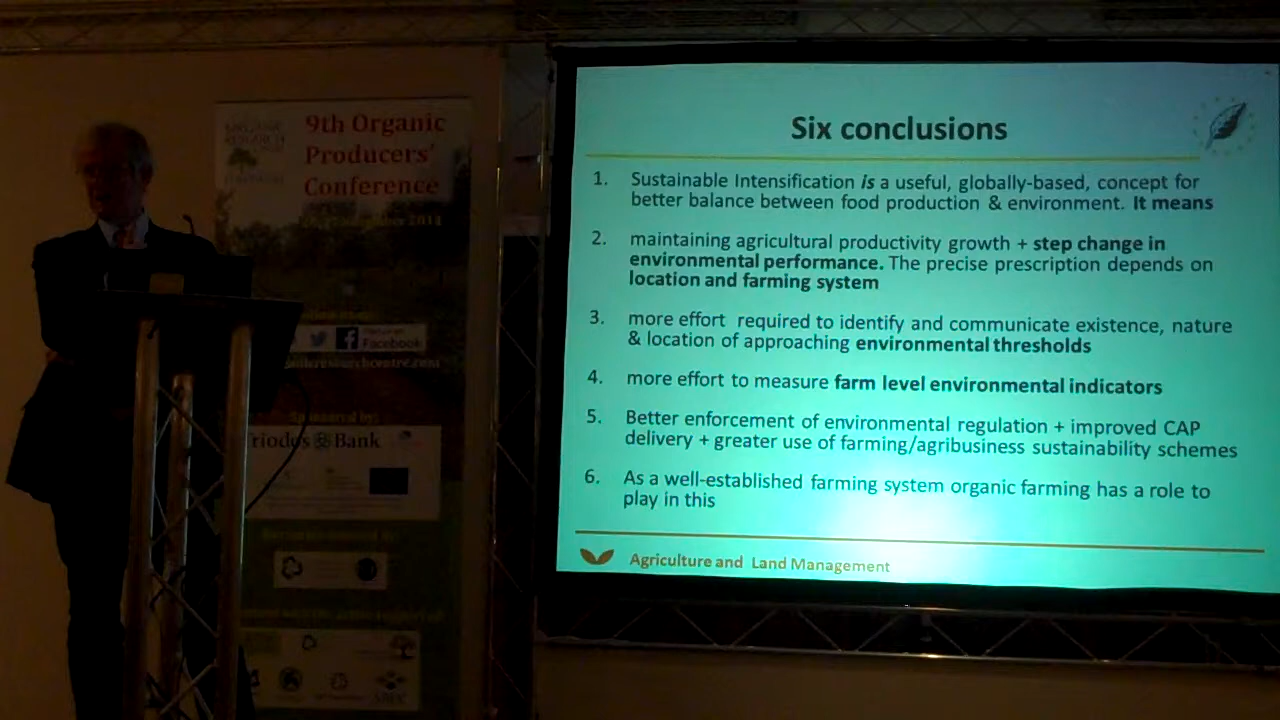 9th Organic
Producers'
Conference
Facebook
Triodos Bank
Six conclusions
1. Sustainable Intensification is a useful, globally-based, concept for
better balance between food production & environment. It means
2. maintaining agricultural productivity growth + step change in
environmental performance. The precise prescription depends on
location and farming system
3. more effort required to identify and communicate existence, nature
& location of approaching environmental thresholds
4. more effort to measure farm level environmental indicators
5. Better enforcement of environmental regulation + improved CAP
delivery + greater use of farming/agribusiness sustainability schemes
6. As a well-established farming system organic farming has a role to
play in this
Agriculture and Land Management